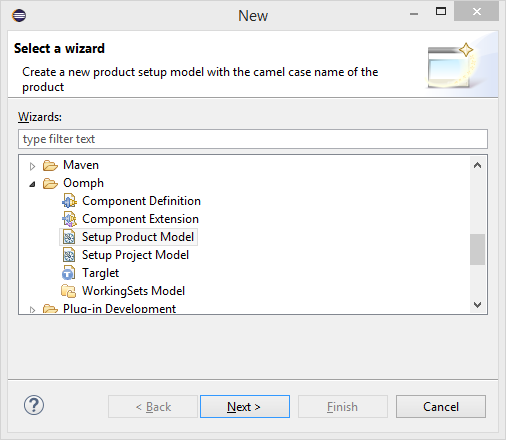 New
Select a wizard
Create a new product setup model with the camel case name of the
product
Wizards:
type filter text
Maven
Oomph
Component Definition
Component Extension
Setup Product Model
Setup Project Model
Targlet
WorkingSets Model
Plug-in Development
< Back
Next >
Finish
Cancel